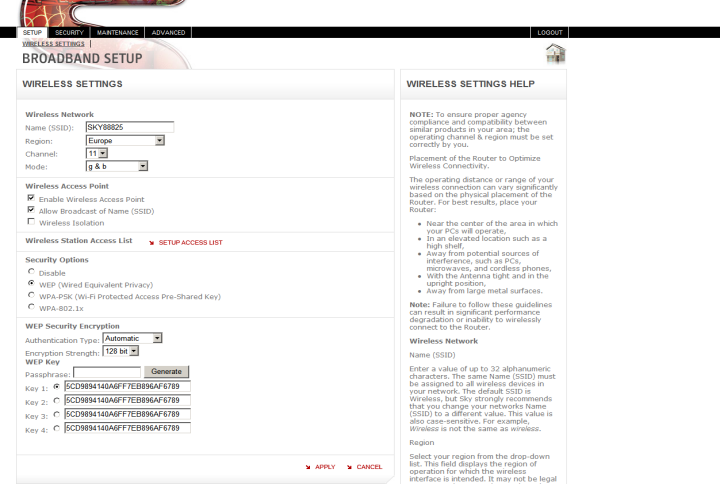 SETUP SECURITY MAINTENANCE ADVANCED LOGOUT
WIRELESS SETTINGS
BROADBAND SETUP
WIRELESS SETTINGS
Wireless Network
Name (SSID): SKY88825
Region: Europe
Channel: 11
Mode: g & b
Wireless Access Point
Enable Wireless Access Point
Allow Broadcast of Name (SSID)
Wireless Isolation
Wireless Station Access List SETUP ACCESS LIST
Security Options
Disable
WEP (Wired Equivalent Privacy)
WPA-PSK (Wi-Fi Protected Access Pre-Shared Key)
WPA-802.1x
WEP Security Encryption
Authentication Type: Automatic
Encryption Strength: 128 bit
WEP Key
Passphrase: Generate
Key 1: 5CD9894140A6FF7EB896AF6789
Key 2: 5CD9894140A6FF7EB896AF6789
Key 3: 5CD9894140A6FF7EB896AF6789
Key 4: 5CD9894140A6FF7EB896AF6789
APPLY CANCEL
WIRELESS SETTINGS HELP
NOTE: To ensure proper agency
compliance and compatibility between
similar products in your area; the
operating channel & region must be set
correctly by you.
Placement of the Router to Optimize
Wireless Connectivity.
The operating distance or range of your
wireless connection can vary significantly
based on the physical placement of the
Router. For best results, place your
Router:
• Near the center of the area in which
your PCs will operate,
• In an elevated location such as a
high shelf,
• Away from potential sources of
interference, such as PCs,
microwaves, and cordless phones,
• With the Antenna tight and in the
upright position,
• Away from large metal surfaces.
Note: Failure to follow these guidelines
can result in significant performance
degradation or inability to wirelessly
connect to the Router.
Wireless Network
Name (SSID)
Enter a value of up to 32 alphanumeric
characters. The same Name (SSID) must
be assigned to all wireless devices in
your network. The default SSID is
Wireless, but Sky strongly recommends
that you change your networks Name
(SSID) to a different value. This value is
also case-sensitive. For example,
Wireless is not the same as wireless.
Region
Select your region from the drop-down
list. This field displays the region of
operation for which the wireless
interface is intended. It may not be legal